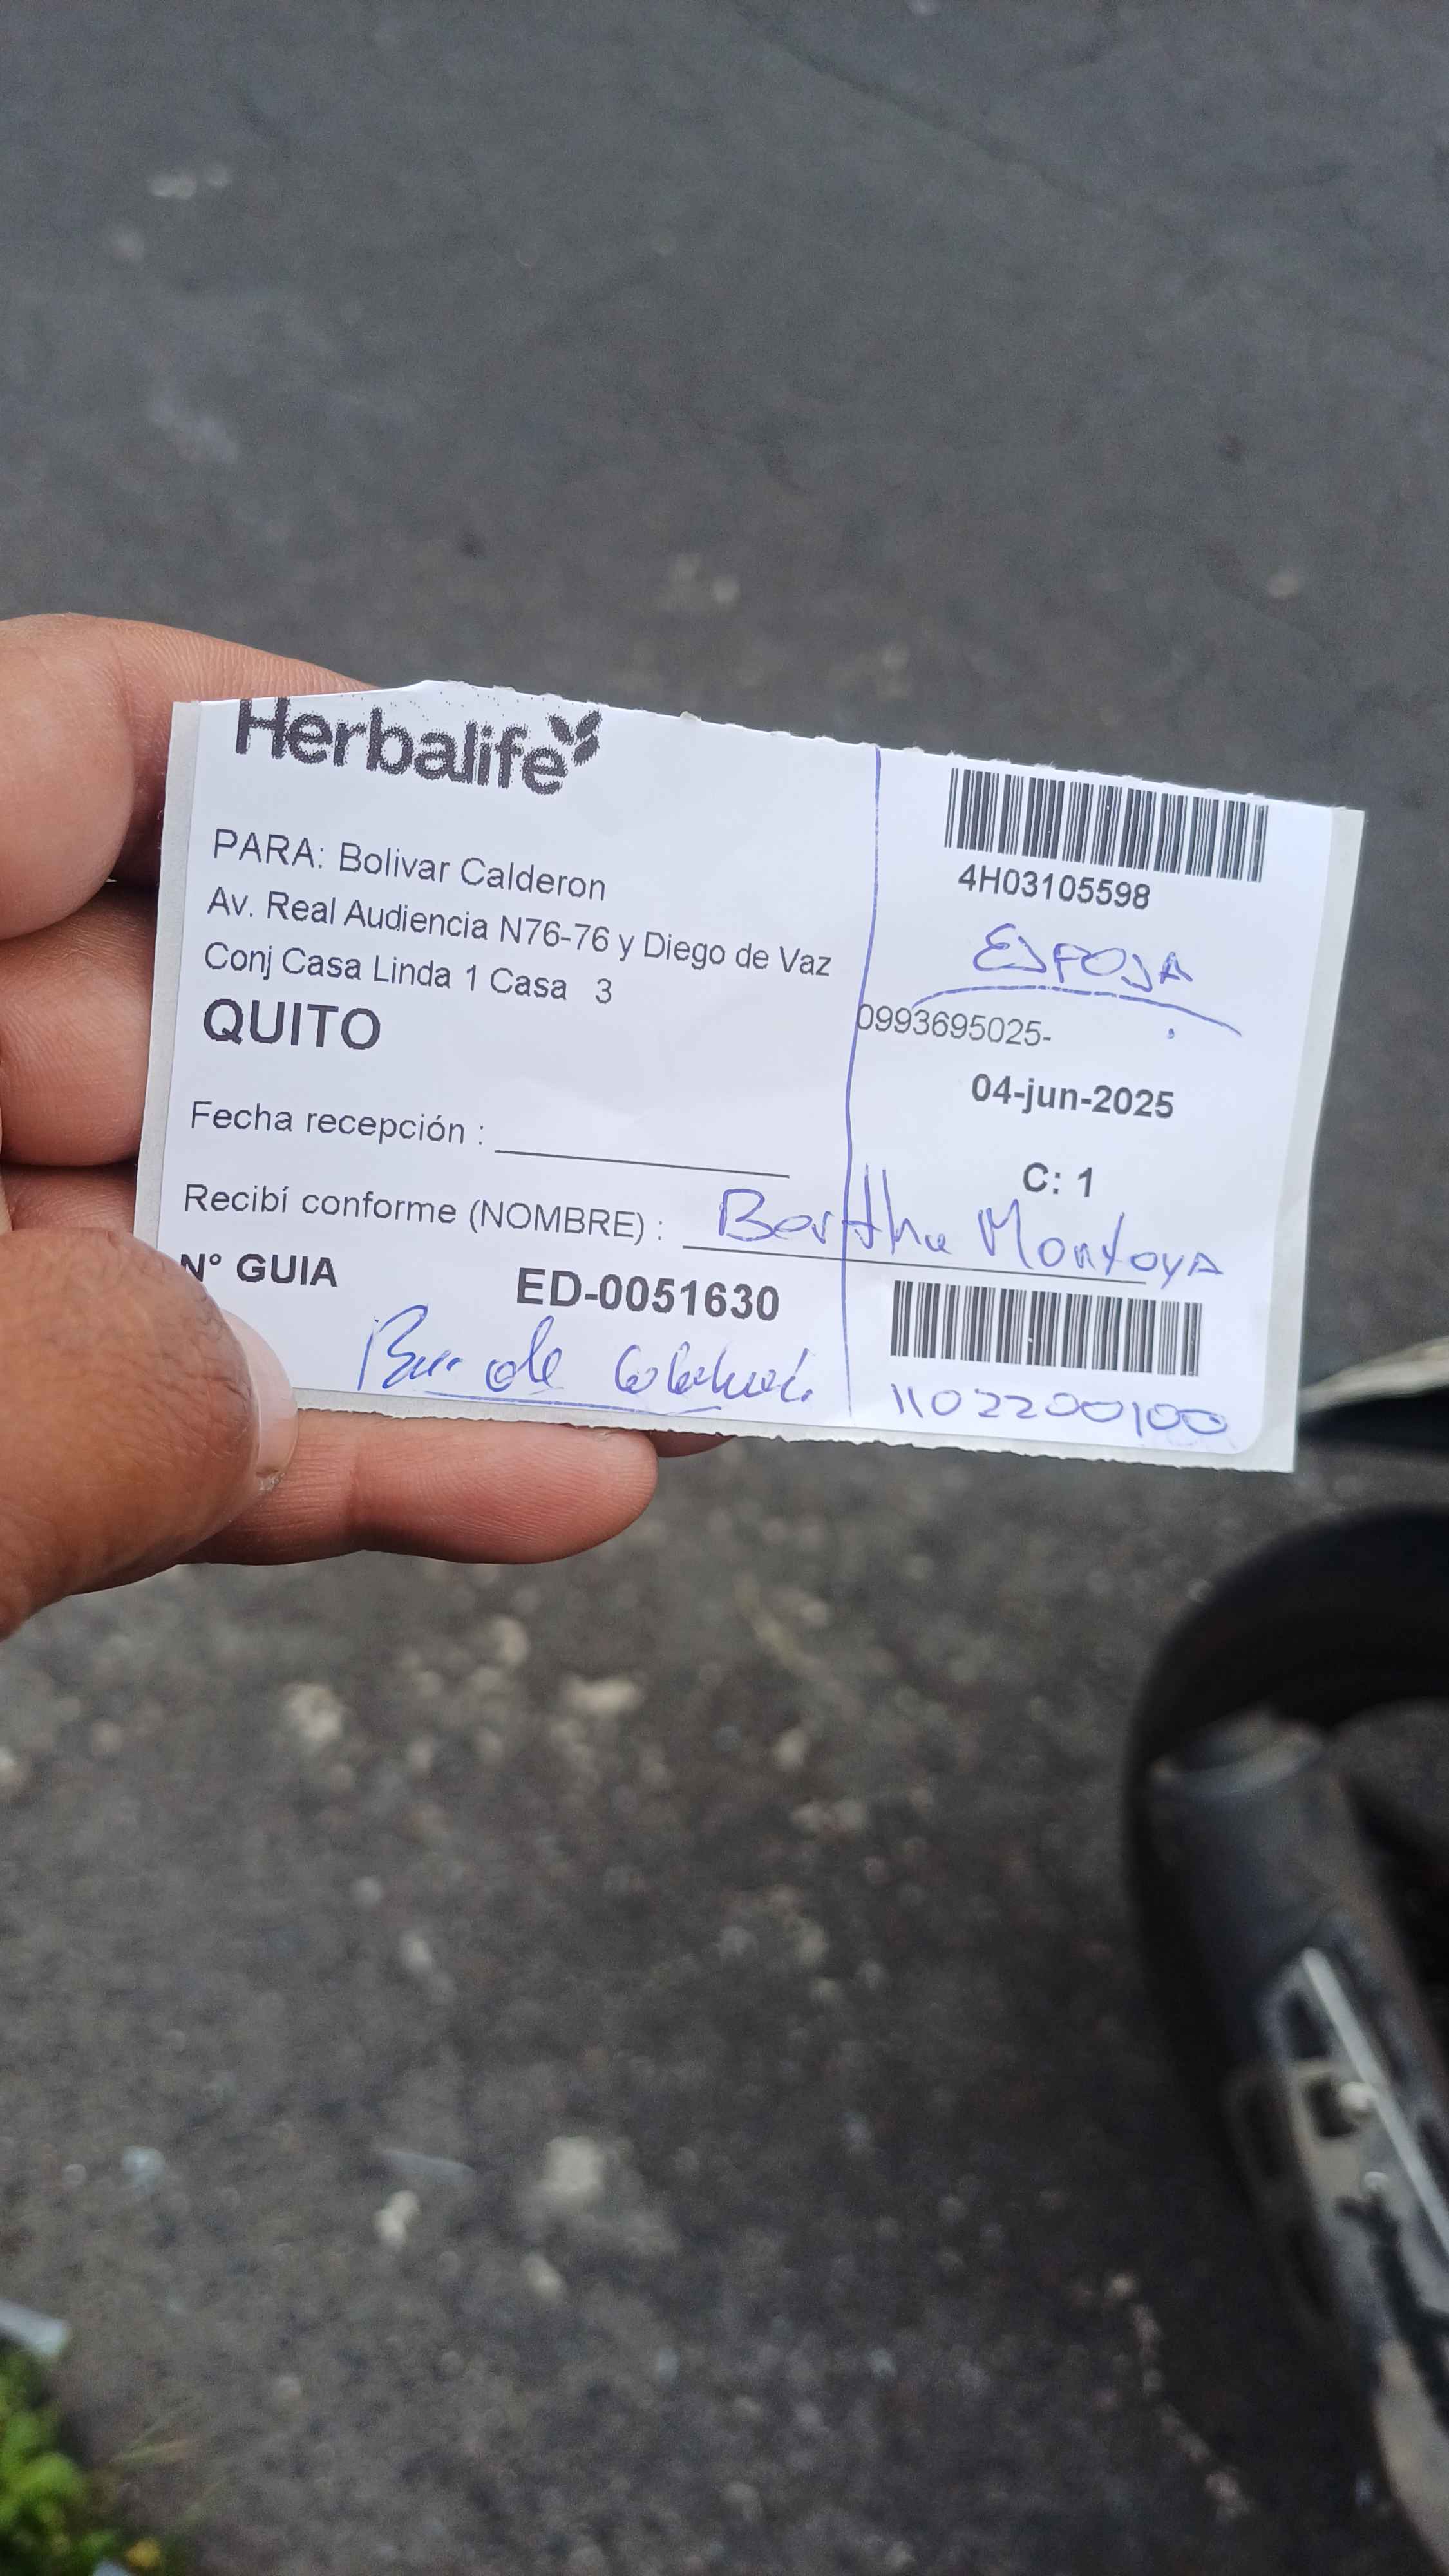 Herbalife
PARA: Bolivar Calderon
Av. Real Audiencia N76-76 y Diego de Vaz
Conj Casa Linda 1 Casa 3
QUITO
4H03105598
ESPOSA
0993695025-
04-jun-2025
C: 1
Fecha recepción :
Recibí conforme (NOMBRE) : Bertha Montoya
N° GUIA ED-0051630
de
1102200100